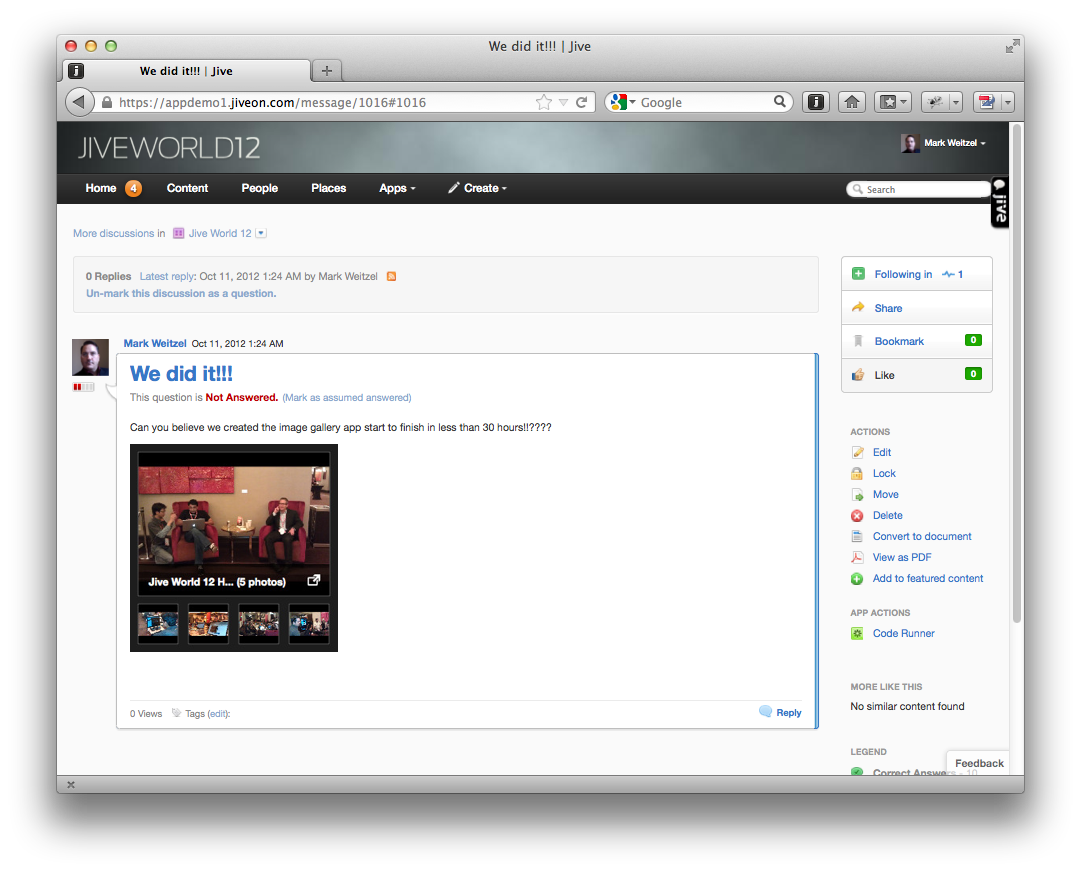 We did it!!! | Jive
We did it!!! | Jive
https://appdemo1.jiveon.com/message/1016#1016
Google
JIVEWORLD12
Mark Weitzel
Home 4 Content People Places Apps Create
Search
jive
More discussions in Jive World 12
0 Replies Latest reply: Oct 11, 2012 1:24 AM by Mark Weitzel
Un-mark this discussion as a question.
Mark Weitzel Oct 11, 2012 1:24 AM
We did it!!!
This question is Not Answered. (Mark as assumed answered)
Can you believe we created the image gallery app start to finish in less than 30 hours!!????
Jive World 12 H... (5 photos)
0 Views Tags (edit):
Reply
Following in 1
Share
Bookmark 0
Like 0
ACTIONS
Edit
Lock
Move
Delete
Convert to document
View as PDF
Add to featured content
APP ACTIONS
Code Runner
MORE LIKE THIS
No similar content found
LEGEND
Correct Answers - 10
Feedback